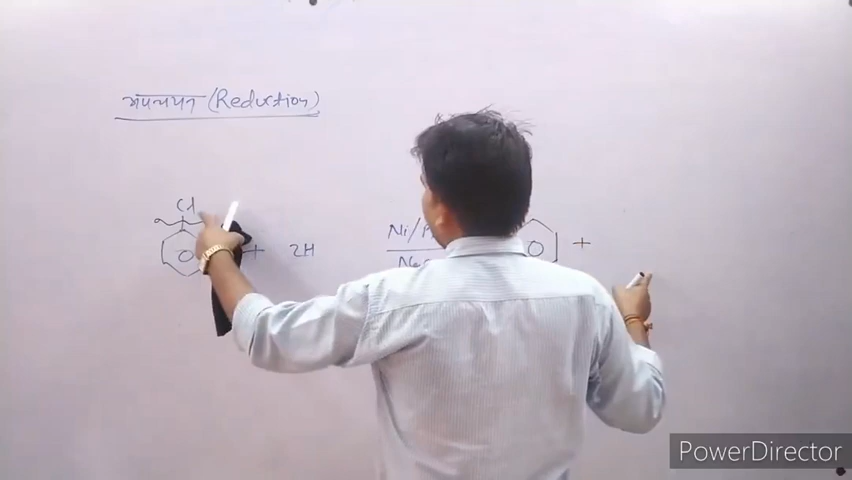 अपचयन (Reduction)
Cl
+ 2H Ni/ +
PowerDirector